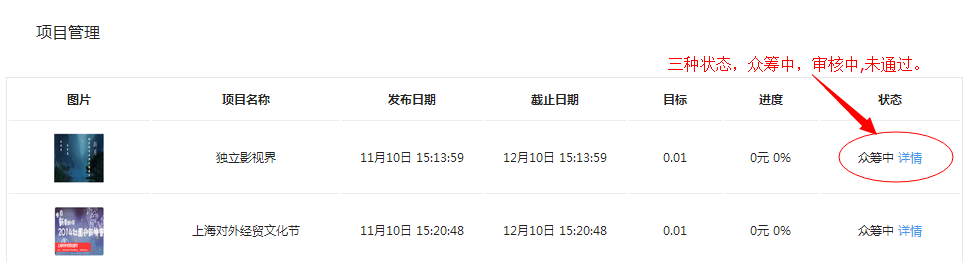 项目管理
三种状态，众筹中，审核中,未通过。
图片 项目名称 发布日期 截止日期 目标 进度 状态
独立影视界 11月10日 15:13:59 12月10日 15:13:59 0.01 0元 0% 众筹中 详情
上海对外经贸文化节 11月10日 15:20:48 12月10日 15:20:48 0.01 0元 0% 众筹中 详情